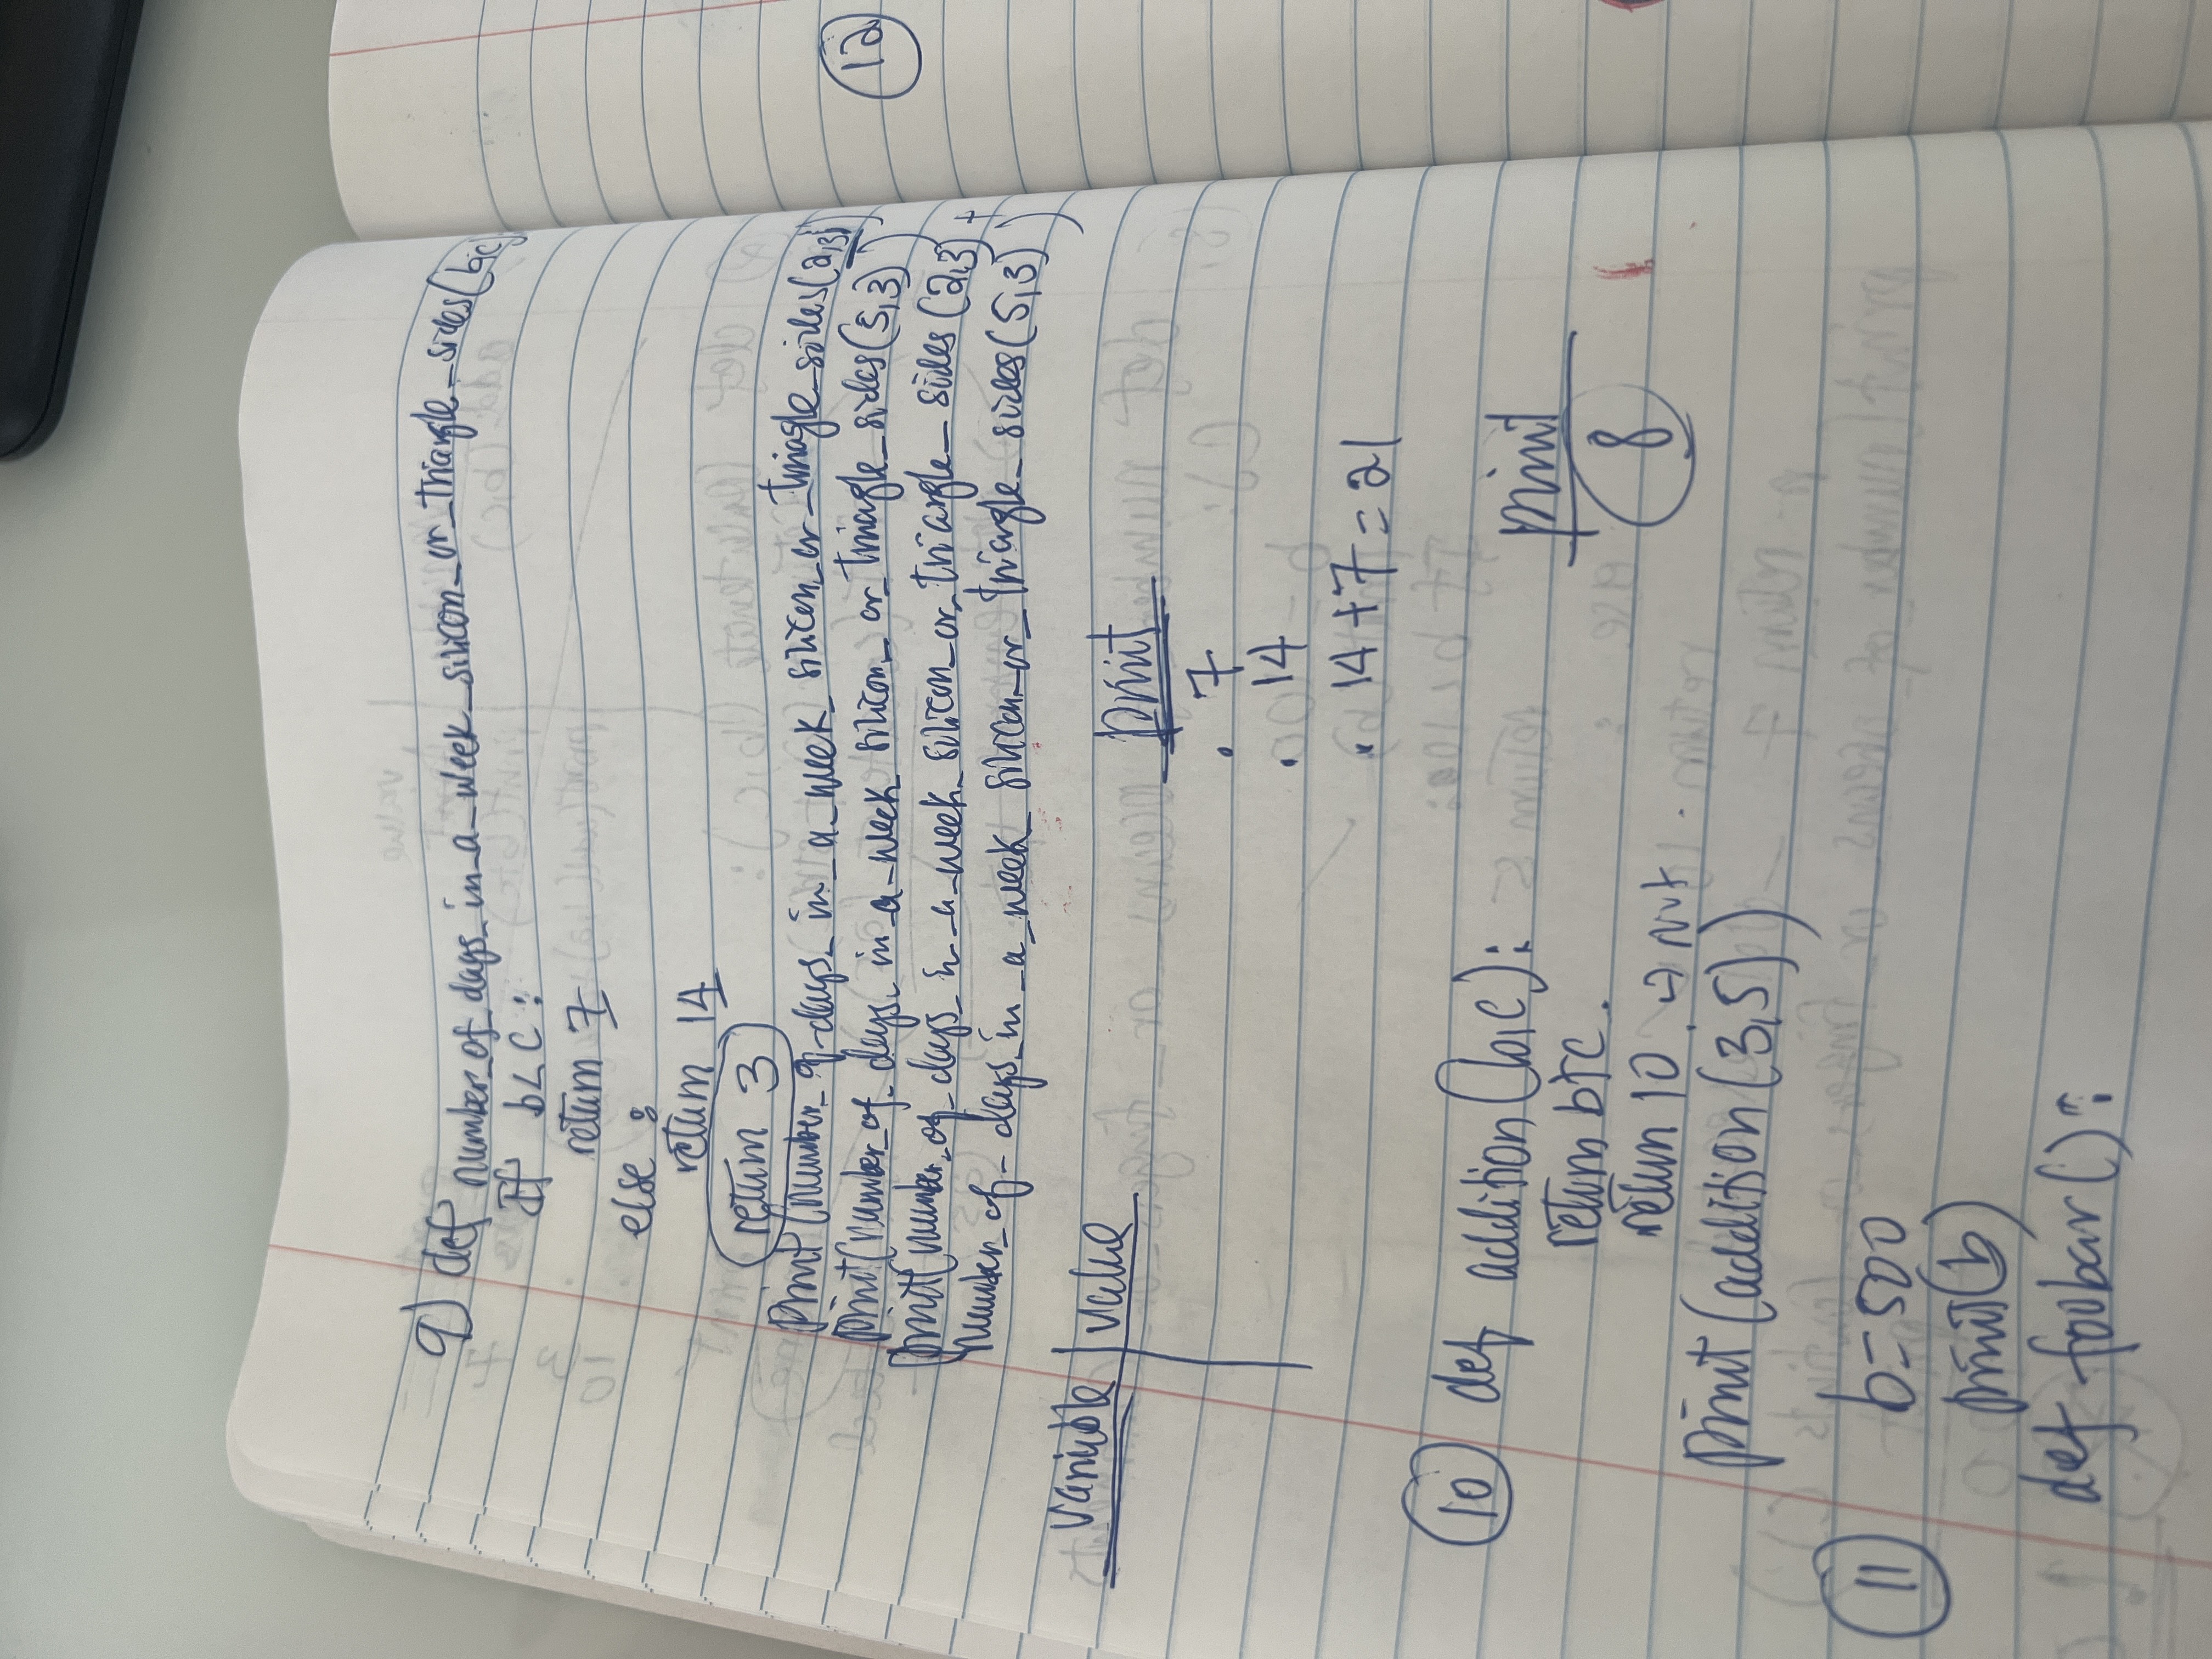 9) def number_of_days_in_a_week_silicon_or_triangle_sides(b,c)
If b<c:
return 7
else :
return 14
return 3
print(number_of_days_in_a_week_silicon_or_triangle_sides(2,3))
print(number_of_days_in_a_week_silicon_or_triangle_sides(5,3))
print(number_of_days_in_a_week_silicon_or_triangle_sides(2,3)+
number_of_days_in_a_week_silicon_or_triangle_sides(5,3))
variable value
print
. 7
. 14
. 14+7=21
10 def addition(b,c):
return b+c.
return 10. → Not .
print(addition(3,5))
print
8
11 b=500
print(b)
def foobar():
12